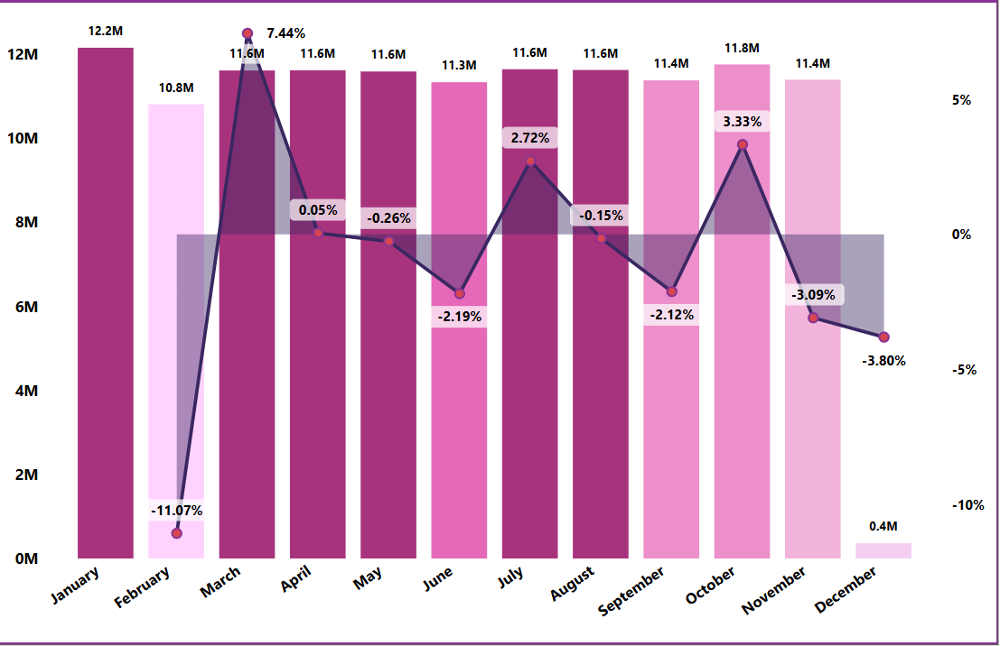 12.2M
7.44%
12M
11.6M
11.6M
11.6M
11.3M
11.6M
11.6M
11.4M
11.8M
11.4M
10.8M
5%
3.33%
10M
2.72%
0.05%
-0.26%
-0.15%
8M
0%
-3.09%
6M
-2.19%
-2.12%
-3.80%
-5%
4M
2M
-11.07%
-10%
0.4M
0M
January
February
March
April
May
June
July
August
September
October
November
December